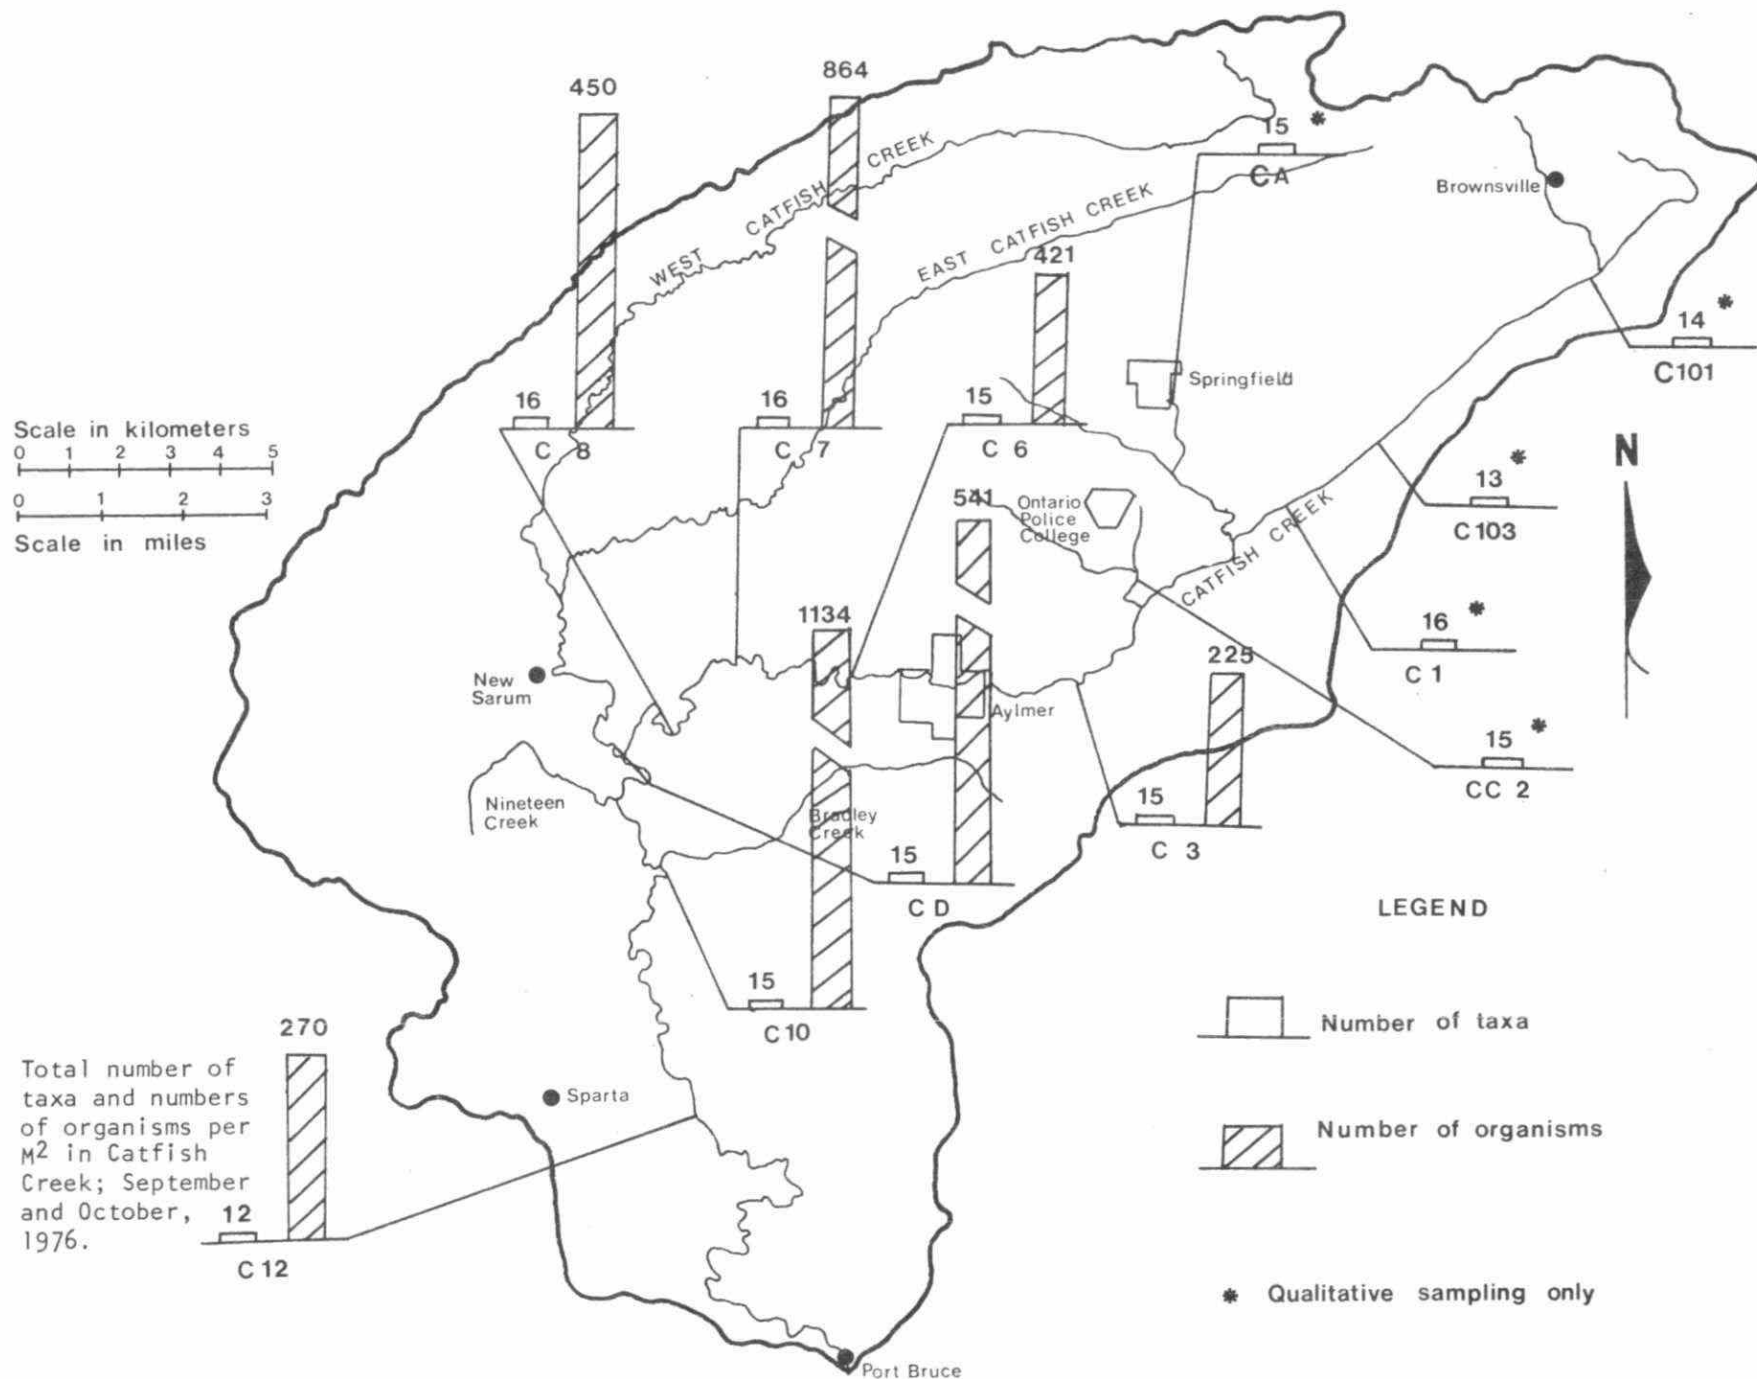 450
864
15 *
CA
WEST CATFISH CREEK
EAST CATFISH CREEK
Brownsville
421
14 *
C101
Springfield
16
C 8
16
C 7
15
C 6
Scale in kilometers
0 1 2 3 4 5
0 1 2 3
Scale in miles
N
13 *
C103
541
Ontario
Police
College
CATFISH CREEK
1134
16 *
C 1
225
New
Sarum
Aylmer
15 *
CC 2
Nineteen
Creek
Bradley
Creek
15
C 3
15
C D
LEGEND
15
C10
Number of taxa
270
Total number of
taxa and numbers
of organisms per
M2 in Catfish
Creek; September
and October,
1976.
12
C 12
Sparta
Number of organisms
* Qualitative sampling only
Port Bruce